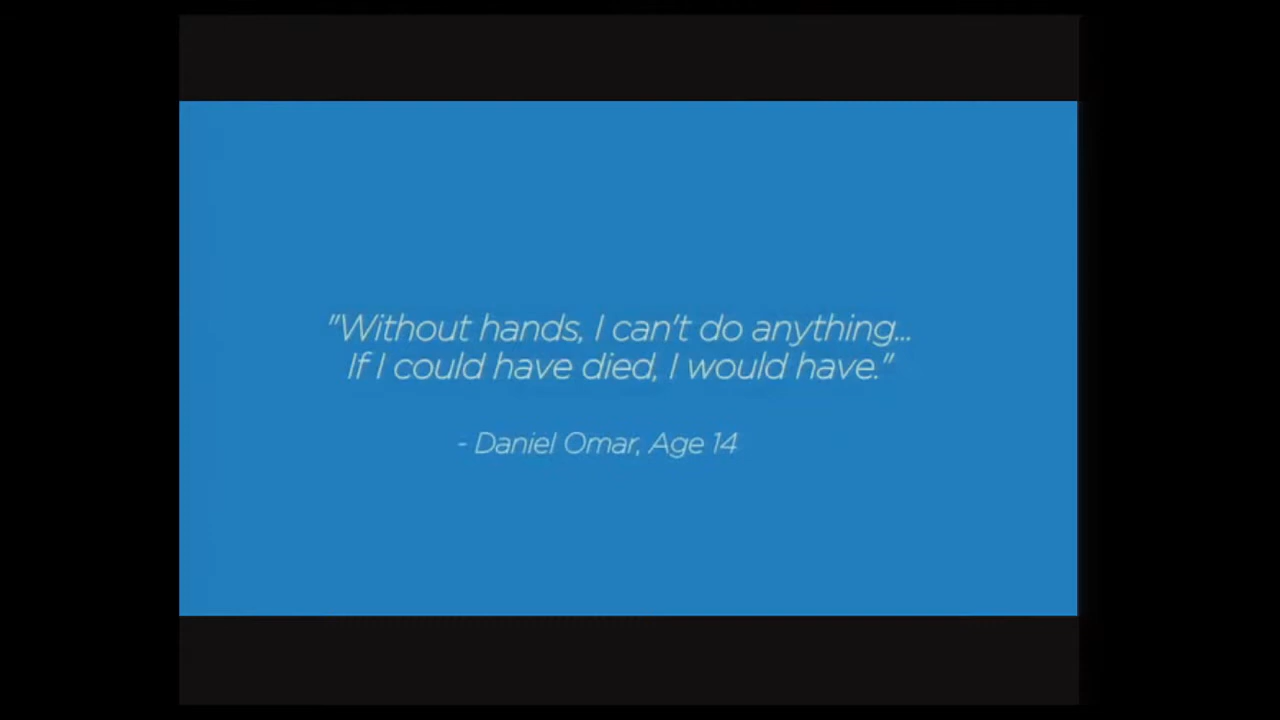 "Without hands, I can't do anything...
If I could have died, I would have."
- Daniel Omar, Age 14